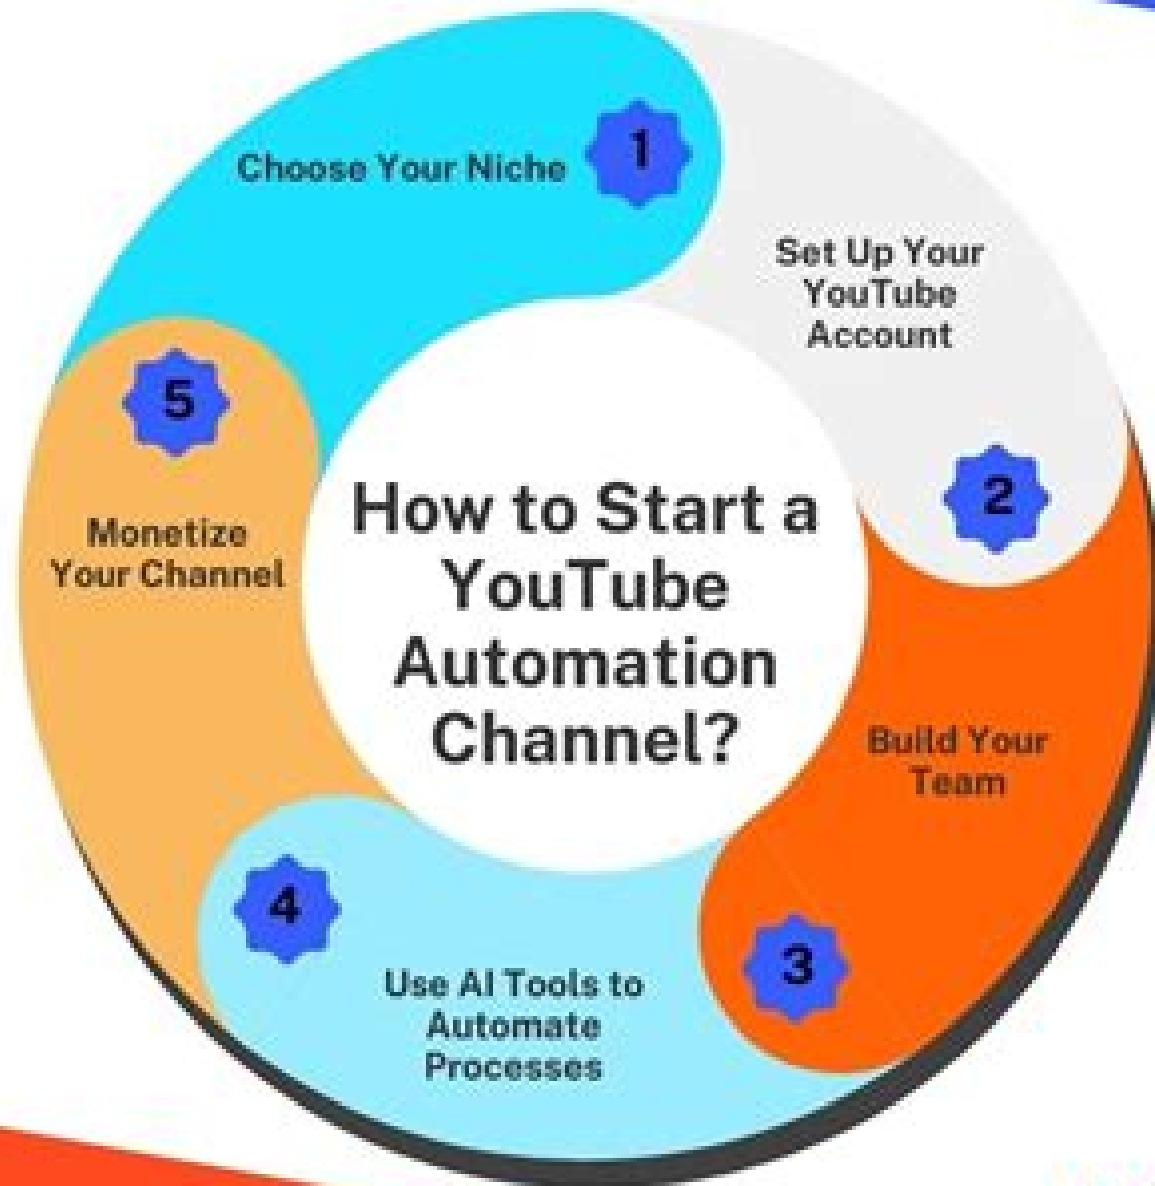 How to Start a
YouTube
Automation
Channel?
Choose Your Niche
1
Set Up Your
YouTube
Account
2
Build Your
Team
3
Use AI Tools to
Automate
Processes
4
Monetize
Your Channel
5